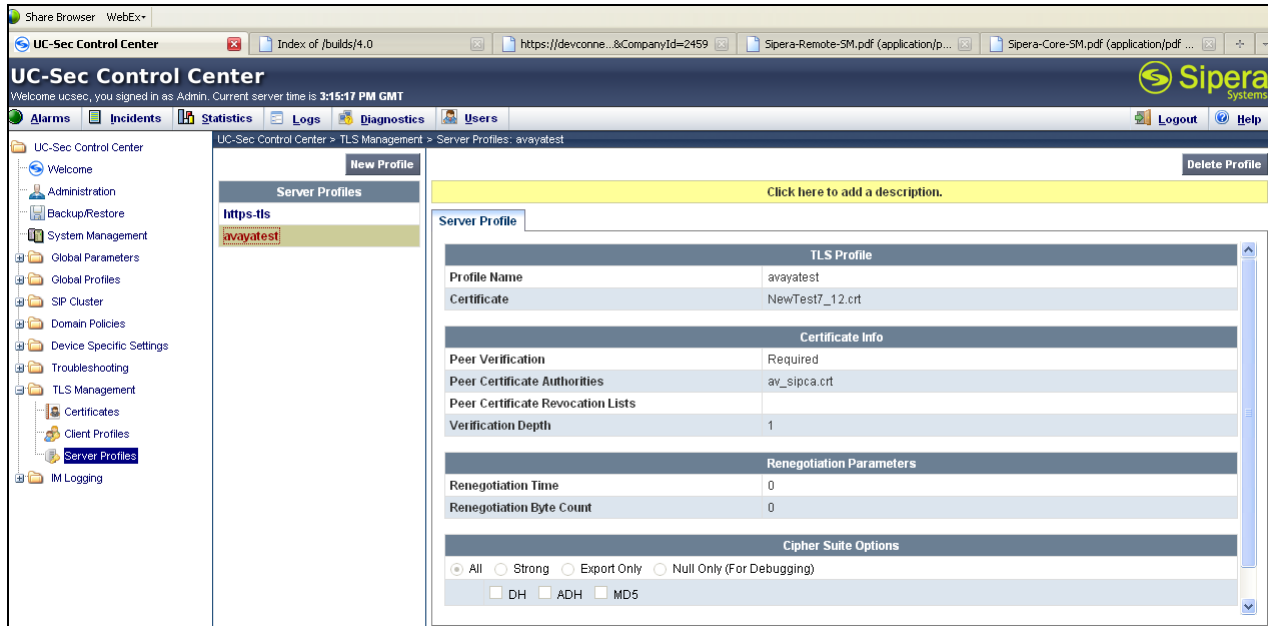 Share Browser WebEx
UC-Sec Control Center
Index of /builds/4.0
https://devconne...&CompanyId=2459
Sipera-Remote-SM.pdf (application/p...
Sipera-Core-SM.pdf (application/pdf ...
UC-Sec Control Center
Sipera
Systems
Welcome ucsec, you signed in as Admin. Current server time is 3:15:17 PM GMT
Alarms Incidents Statistics Logs Diagnostics Users Logout Help
UC-Sec Control Center
Welcome
Administration
Backup/Restore
System Management
Global Parameters
Global Profiles
SIP Cluster
Domain Policies
Device Specific Settings
Troubleshooting
TLS Management
Certificates
Client Profiles
Server Profiles
IM Logging
UC-Sec Control Center > TLS Management > Server Profiles: avayatest
New Profile
Delete Profile
Server Profiles
https-tls
avayatest
Click here to add a description.
Server Profile
TLS Profile
Profile Name avayatest
Certificate NewTest7_12.crt
Certificate Info
Peer Verification Required
Peer Certificate Authorities av_sipca.crt
Peer Certificate Revocation Lists
Verification Depth 1
Renegotiation Parameters
Renegotiation Time 0
Renegotiation Byte Count 0
Cipher Suite Options
All Strong Export Only Null Only (For Debugging)
DH ADH MD5